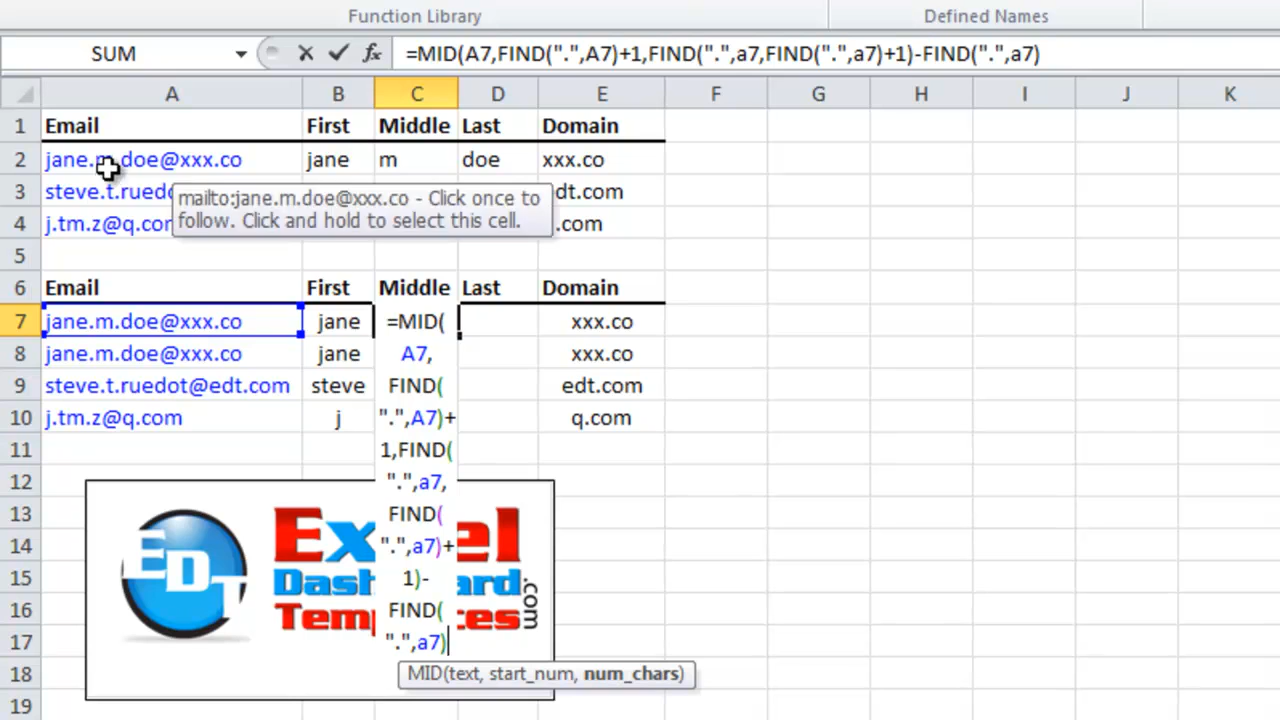 Function Library Defined Names
SUM =MID(A7,FIND(".",A7)+1,FIND(".",a7,FIND(".",a7)+1)-FIND(".",a7)
A B C D E F G H I J K
1 Email First Middle Last Domain
2 jane.m.doe@xxx.co jane m doe xxx.co
3 steve.t.ruedo edt.com
mailto:jane.m.doe@xxx.co - Click once to
follow. Click and hold to select this cell.
4 j.tm.z@q.com .com
5
6 Email First Middle Last Domain
7 jane.m.doe@xxx.co jane =MID( xxx.co
8 jane.m.doe@xxx.co jane A7, xxx.co
9 steve.t.ruedot@edt.com steve FIND( edt.com
10 j.tm.z@q.com j ".",A7)+ q.com
11 1,FIND(
12 ".",a7,
13 FIND(
14 ".",a7)+
15 1)-
16 FIND(
17 ".",a7)
18
19
EDT
Excel
.com
MID(text, start_num, num_chars)